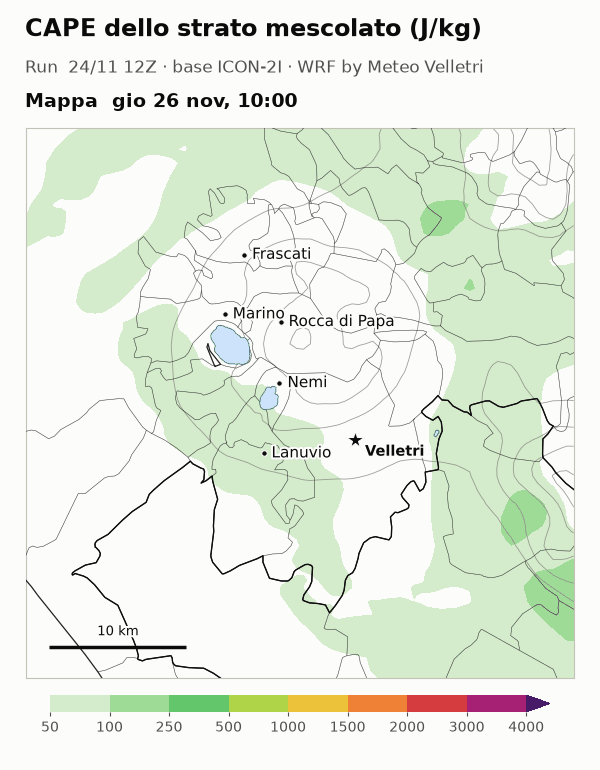 CAPE dello strato mescolato (J/kg)
Run  24/11 12Z · base ICON-2I · WRF by Meteo Velletri
Mappa  gio 26 nov, 10:00
Frascati
Marino
Rocca di Papa
Nemi
Velletri
Lanuvio
10 km
50 100 250 500 1000 1500 2000 3000 4000